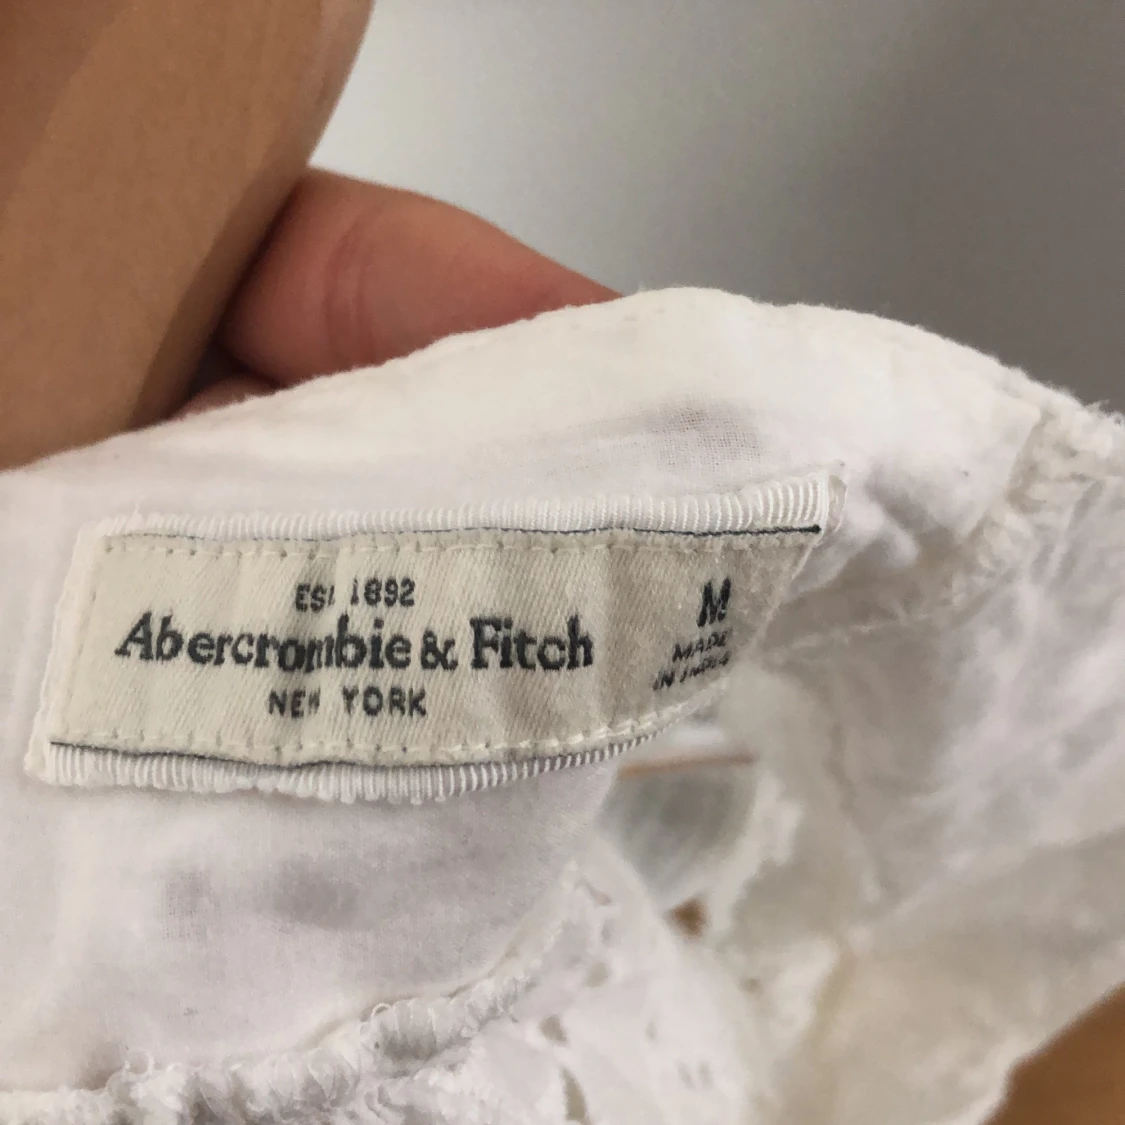 EST 1892
Abercrombie & Fitch
NEW YORK
M
MADE
IN INDIA